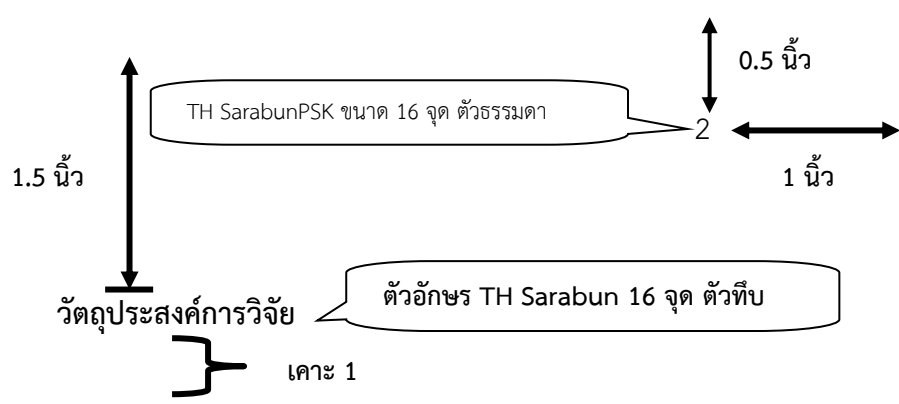 0.5 นิ้ว
TH SarabunPSK ขนาด 16 จุด ตัวธรรมดา
2
1.5 นิ้ว
1 นิ้ว
ตัวอักษร TH Sarabun 16 จุด ตัวทึบ
วัตถุประสงค์การวิจัย
เคาะ 1